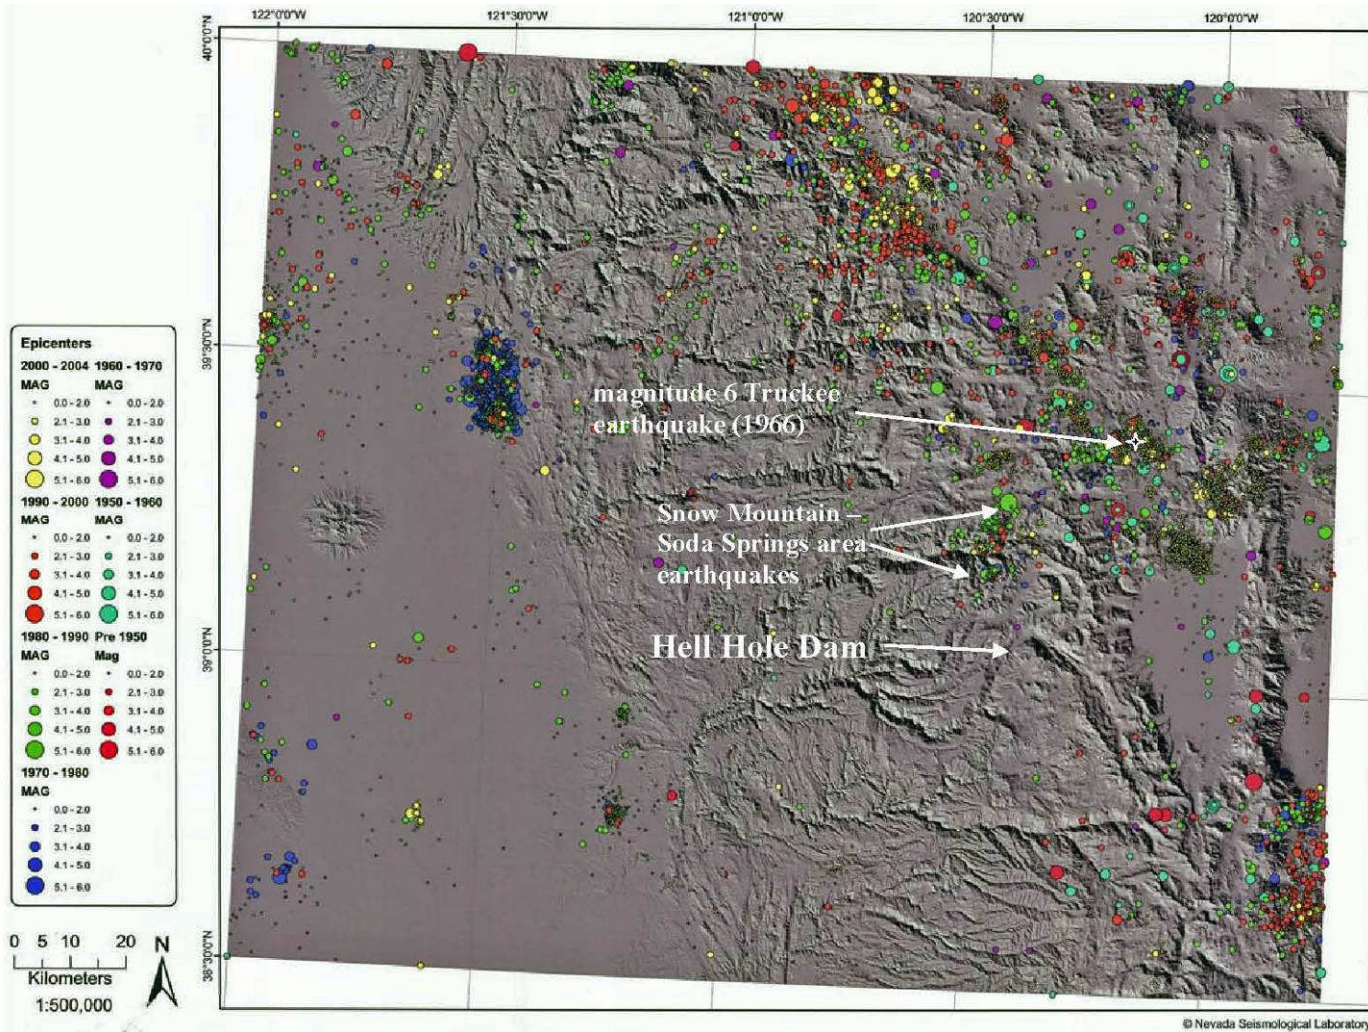 122°0'0"W
121°30'0"W
121°0'0"W
120°30'0"W
120°0'0"W
40°0'0"N
39°30'0"N
39°0'0"N
38°30'0"N
magnitude 6 Truckee
earthquake (1966)
Snow Mountain –
Soda Springs area
earthquakes
Hell Hole Dam
Epicenters
2000 - 2004 1960 - 1970
MAG MAG
0.0 - 2.0 0.0 - 2.0
2.1 - 3.0 2.1 - 3.0
3.1 - 4.0 3.1 - 4.0
4.1 - 5.0 4.1 - 5.0
5.1 - 6.0 5.1 - 6.0
1990 - 2000 1950 - 1960
MAG MAG
0.0 - 2.0 0.0 - 2.0
2.1 - 3.0 2.1 - 3.0
3.1 - 4.0 3.1 - 4.0
4.1 - 5.0 4.1 - 5.0
5.1 - 6.0 5.1 - 6.0
1980 - 1990 Pre 1950
MAG Mag
0.0 - 2.0 0.0 - 2.0
2.1 - 3.0 2.1 - 3.0
3.1 - 4.0 3.1 - 4.0
4.1 - 5.0 4.1 - 5.0
5.1 - 6.0 5.1 - 6.0
1970 - 1980
MAG
0.0 - 2.0
2.1 - 3.0
3.1 - 4.0
4.1 - 5.0
5.1 - 6.0
0 5 10 20 N
Kilometers
1:500,000
© Nevada Seismological Laboratory